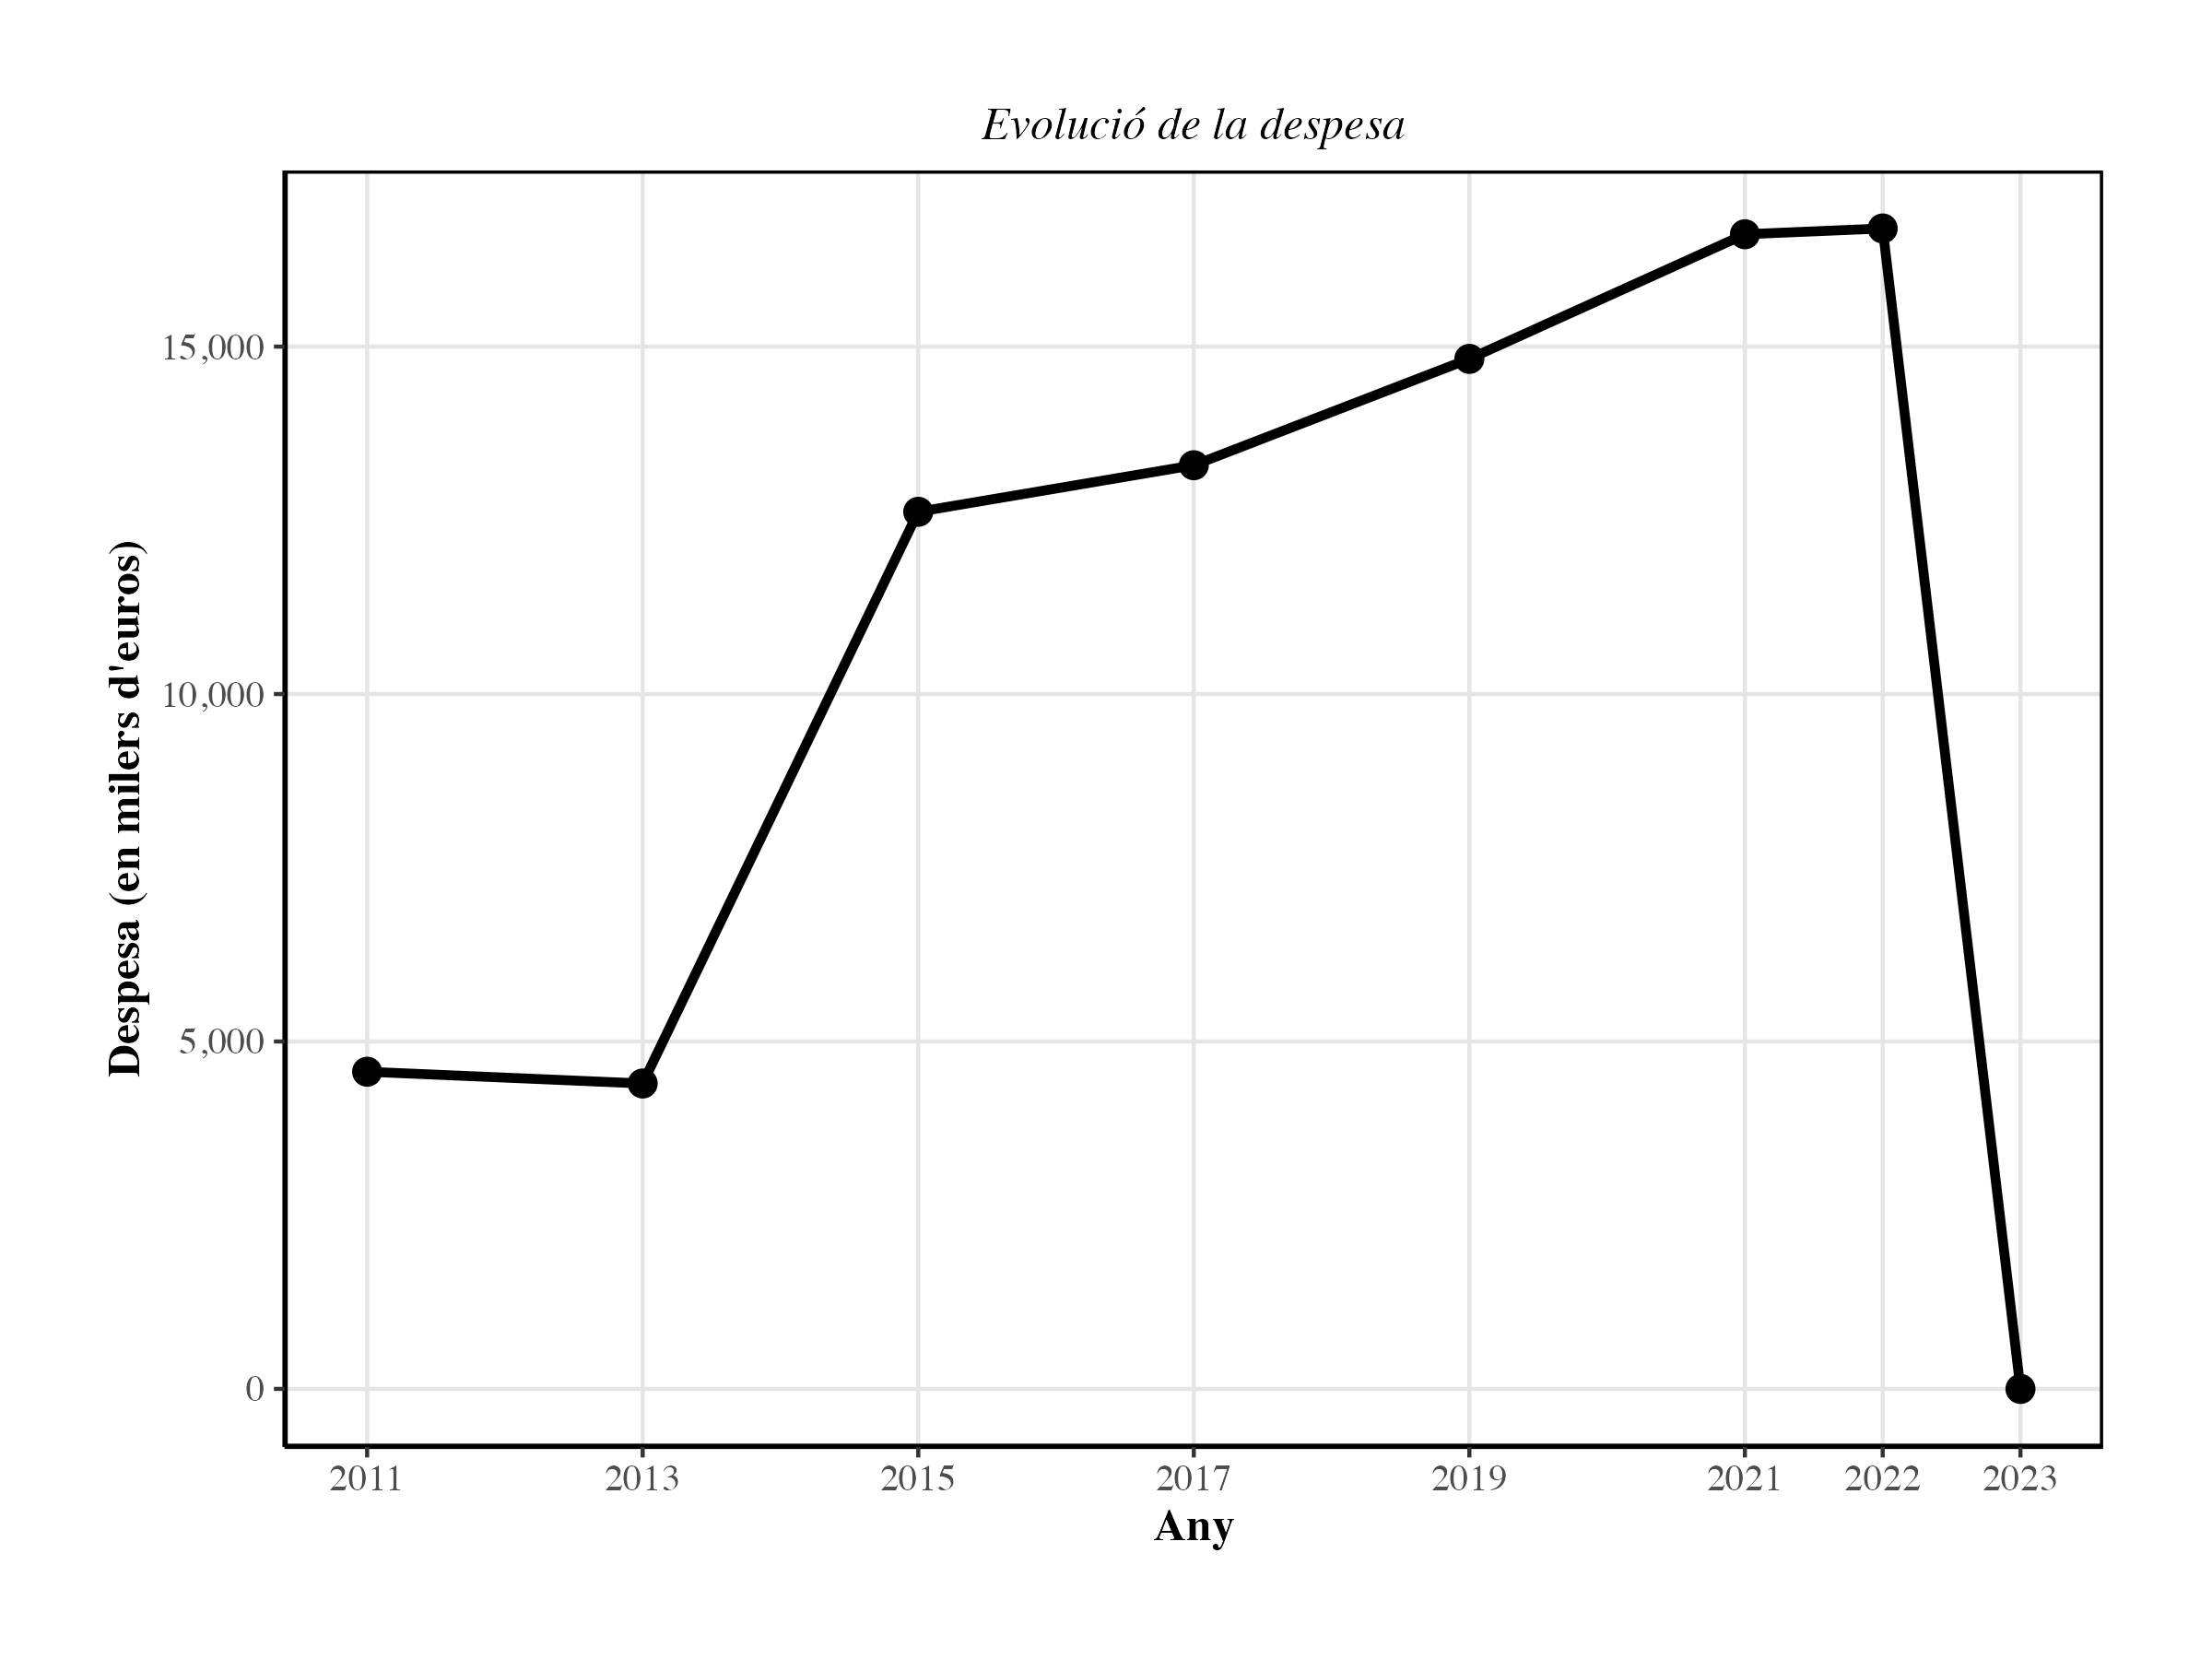 Evolució de la despesa
Despesa (en milers d'euros)
15,000
10,000
5,000
0
2011 2013 2015 2017 2019 2021 2022 2023
Any